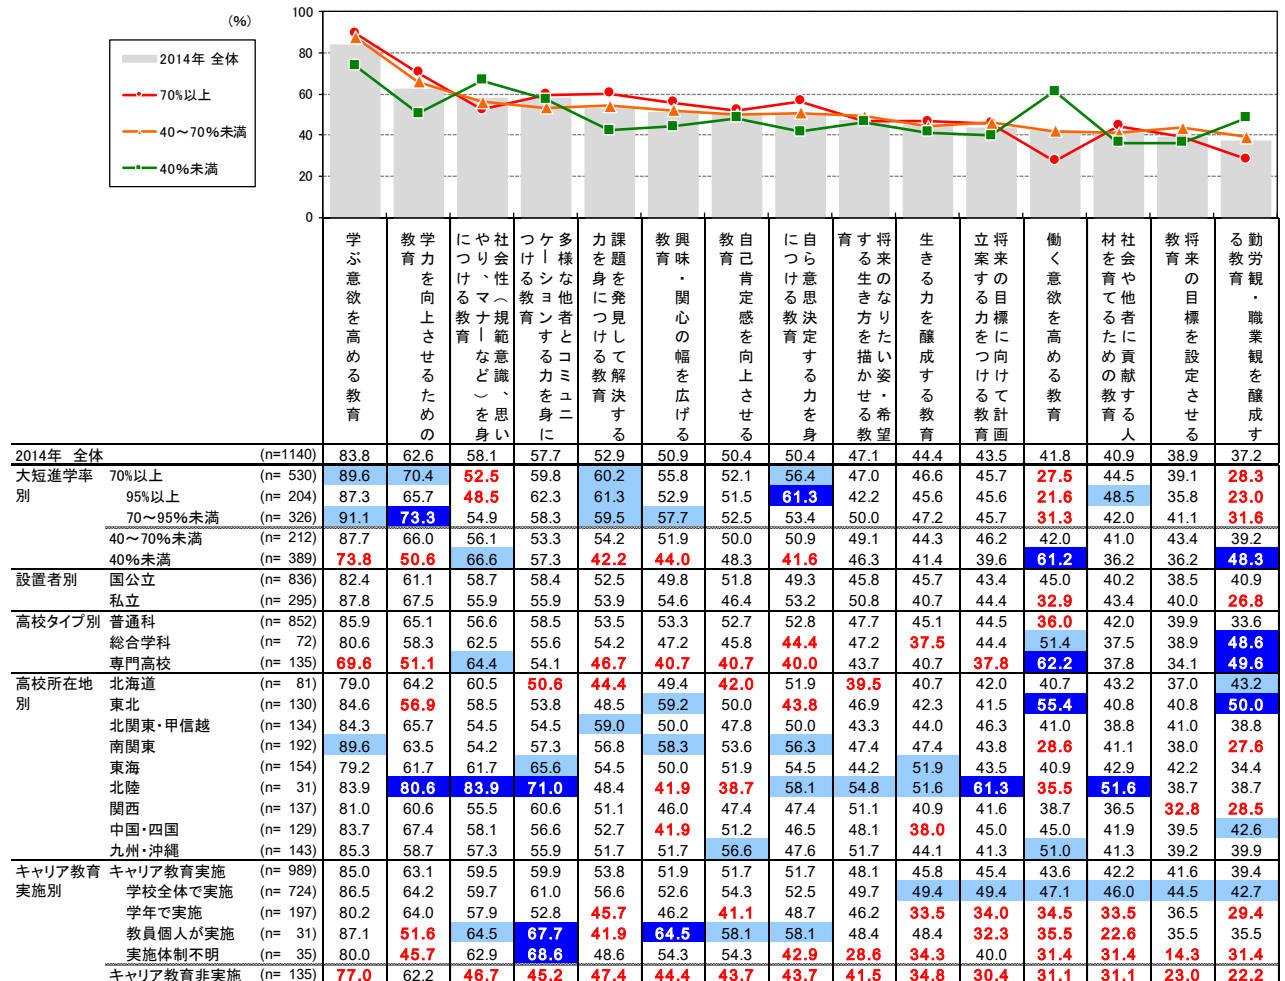 (%)
100
80
60
40
20
0
2014年 全体
70%以上
40～70%未満
40%未満
学ぶ意欲を高める教育
学力を向上させるための教育
社会性（規範意識、思いやり、マナーなど）を身につける教育
多様な他者とコミュニケーションする力を身につける教育
課題を発見して解決する力を身につける教育
興味・関心の幅を広げる教育
自己肯定感を向上させる教育
自ら意思決定する力を身につける教育
将来のなりたい姿・希望する生き方を描かせる教育
生きる力を醸成する教育
将来の目標に向けて計画立案する力をつける教育
働く意欲を高める教育
社会や他者に貢献する人材を育てるための教育
将来の目標を設定させる教育
勤労観・職業観を醸成する教育
2014年 全体 (n=1140) 83.8 62.6 58.1 57.7 52.9 50.9 50.4 50.4 47.1 44.4 43.5 41.8 40.9 38.9 37.2
大短進学率別 70%以上 (n= 530) 89.6 70.4 52.5 59.8 60.2 55.8 52.1 56.4 47.0 46.6 45.7 27.5 44.5 39.1 28.3
95%以上 (n= 204) 87.3 65.7 48.5 62.3 61.3 52.9 51.5 61.3 42.2 45.6 45.6 21.6 48.5 35.8 23.0
70～95%未満 (n= 326) 91.1 73.3 54.9 58.3 59.5 57.7 52.5 53.4 50.0 47.2 45.7 31.3 42.0 41.1 31.6
40～70%未満 (n= 212) 87.7 66.0 56.1 53.3 54.2 51.9 50.0 50.9 49.1 44.3 46.2 42.0 41.0 43.4 39.2
40%未満 (n= 389) 73.8 50.6 66.6 57.3 42.2 44.0 48.3 41.6 46.3 41.4 39.6 61.2 36.2 36.2 48.3
設置者別 国公立 (n= 836) 82.4 61.1 58.7 58.4 52.5 49.8 51.8 49.3 45.8 45.7 43.4 45.0 40.2 38.5 40.9
私立 (n= 295) 87.8 67.5 55.9 55.9 53.9 54.6 46.4 53.2 50.8 40.7 44.4 32.9 43.4 40.0 26.8
高校タイプ別 普通科 (n= 852) 85.9 65.1 56.6 58.5 53.5 53.3 52.7 52.8 47.7 45.1 44.5 36.0 42.0 39.9 33.6
総合学科 (n= 72) 80.6 58.3 62.5 55.6 54.2 47.2 45.8 44.4 47.2 37.5 44.4 51.4 37.5 38.9 48.6
専門高校 (n= 135) 69.6 51.1 64.4 54.1 46.7 40.7 40.7 40.0 43.7 40.7 37.8 62.2 37.8 34.1 49.6
高校所在地別 北海道 (n= 81) 79.0 64.2 60.5 50.6 44.4 49.4 42.0 51.9 39.5 40.7 42.0 40.7 43.2 37.0 43.2
東北 (n= 130) 84.6 56.9 58.5 53.8 48.5 59.2 50.0 43.8 46.9 42.3 41.5 55.4 40.8 40.8 50.0
北関東・甲信越 (n= 134) 84.3 65.7 54.5 54.5 59.0 50.0 47.8 50.0 43.3 44.0 46.3 41.0 38.8 41.0 38.8
南関東 (n= 192) 89.6 63.5 54.2 57.3 56.8 58.3 53.6 56.3 47.4 47.4 43.8 28.6 41.1 38.0 27.6
東海 (n= 154) 79.2 61.7 61.7 65.6 54.5 50.0 51.9 54.5 44.2 51.9 43.5 40.9 42.9 42.2 34.4
北陸 (n= 31) 83.9 80.6 83.9 71.0 48.4 41.9 38.7 58.1 54.8 51.6 61.3 35.5 51.6 38.7 38.7
関西 (n= 137) 81.0 60.6 55.5 60.6 51.1 46.0 47.4 47.4 51.1 40.9 41.6 38.7 36.5 32.8 28.5
中国・四国 (n= 129) 83.7 67.4 58.1 56.6 52.7 41.9 51.2 46.5 48.1 38.0 45.0 45.0 41.9 39.5 42.6
九州・沖縄 (n= 143) 85.3 58.7 57.3 55.9 51.7 51.7 56.6 47.6 51.7 44.1 41.3 51.0 41.3 39.2 39.9
キャリア教育実施別 キャリア教育実施 (n= 989) 85.0 63.1 59.5 59.9 53.8 51.9 51.7 51.7 48.1 45.9 45.4 43.6 42.2 41.6 39.4
学校全体で実施 (n= 724) 86.5 64.2 59.7 61.0 56.6 52.6 54.3 52.5 49.7 49.4 49.4 47.1 46.0 44.5 42.7
学年で実施 (n= 197) 80.2 64.0 57.9 52.8 45.7 46.2 41.1 48.7 46.2 33.5 34.0 34.5 33.5 36.5 29.4
教員個人が実施 (n= 31) 87.1 51.6 64.5 67.7 41.9 64.5 58.1 58.1 48.4 48.4 32.3 35.5 22.6 35.5 35.5
実施体制不明 (n= 35) 80.0 45.7 62.9 68.6 48.6 54.3 54.3 42.9 28.6 34.3 40.0 31.4 31.4 14.3 31.4
キャリア教育非実施 (n= 135) 77.0 62.2 46.7 45.2 47.4 44.4 43.7 43.7 41.5 34.8 30.4 31.1 31.1 23.0 22.2